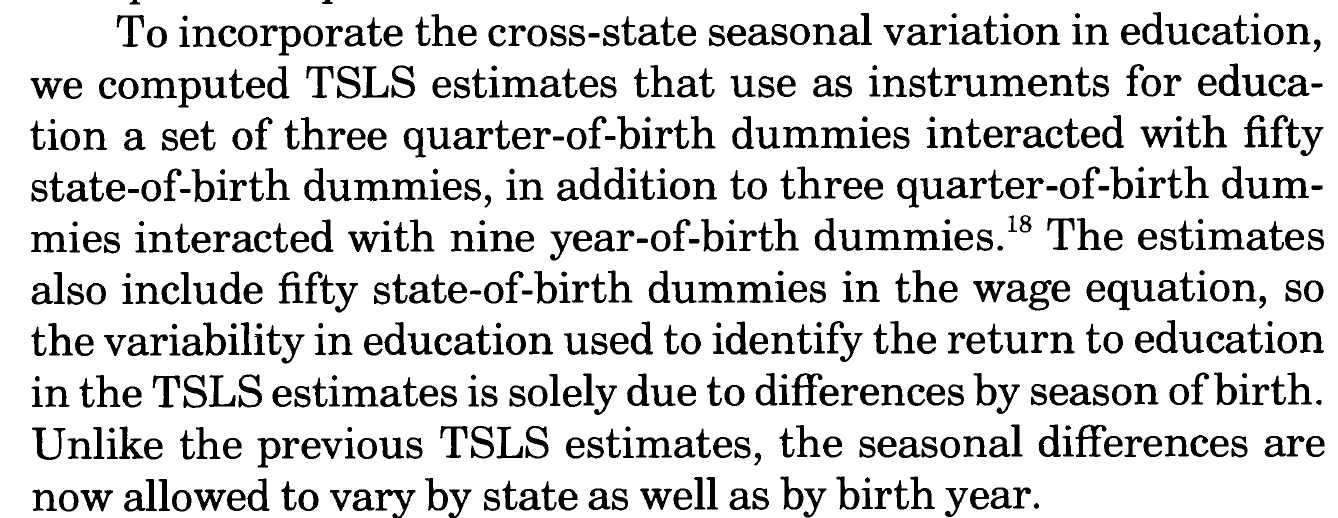 To incorporate the cross-state seasonal variation in education,
we computed TSLS estimates that use as instruments for educa-
tion a set of three quarter-of-birth dummies interacted with fifty
state-of-birth dummies, in addition to three quarter-of-birth dum-
mies interacted with nine year-of-birth dummies.¹⁸ The estimates
also include fifty state-of-birth dummies in the wage equation, so
the variability in education used to identify the return to education
in the TSLS estimates is solely due to differences by season of birth.
Unlike the previous TSLS estimates, the seasonal differences are
now allowed to vary by state as well as by birth year.